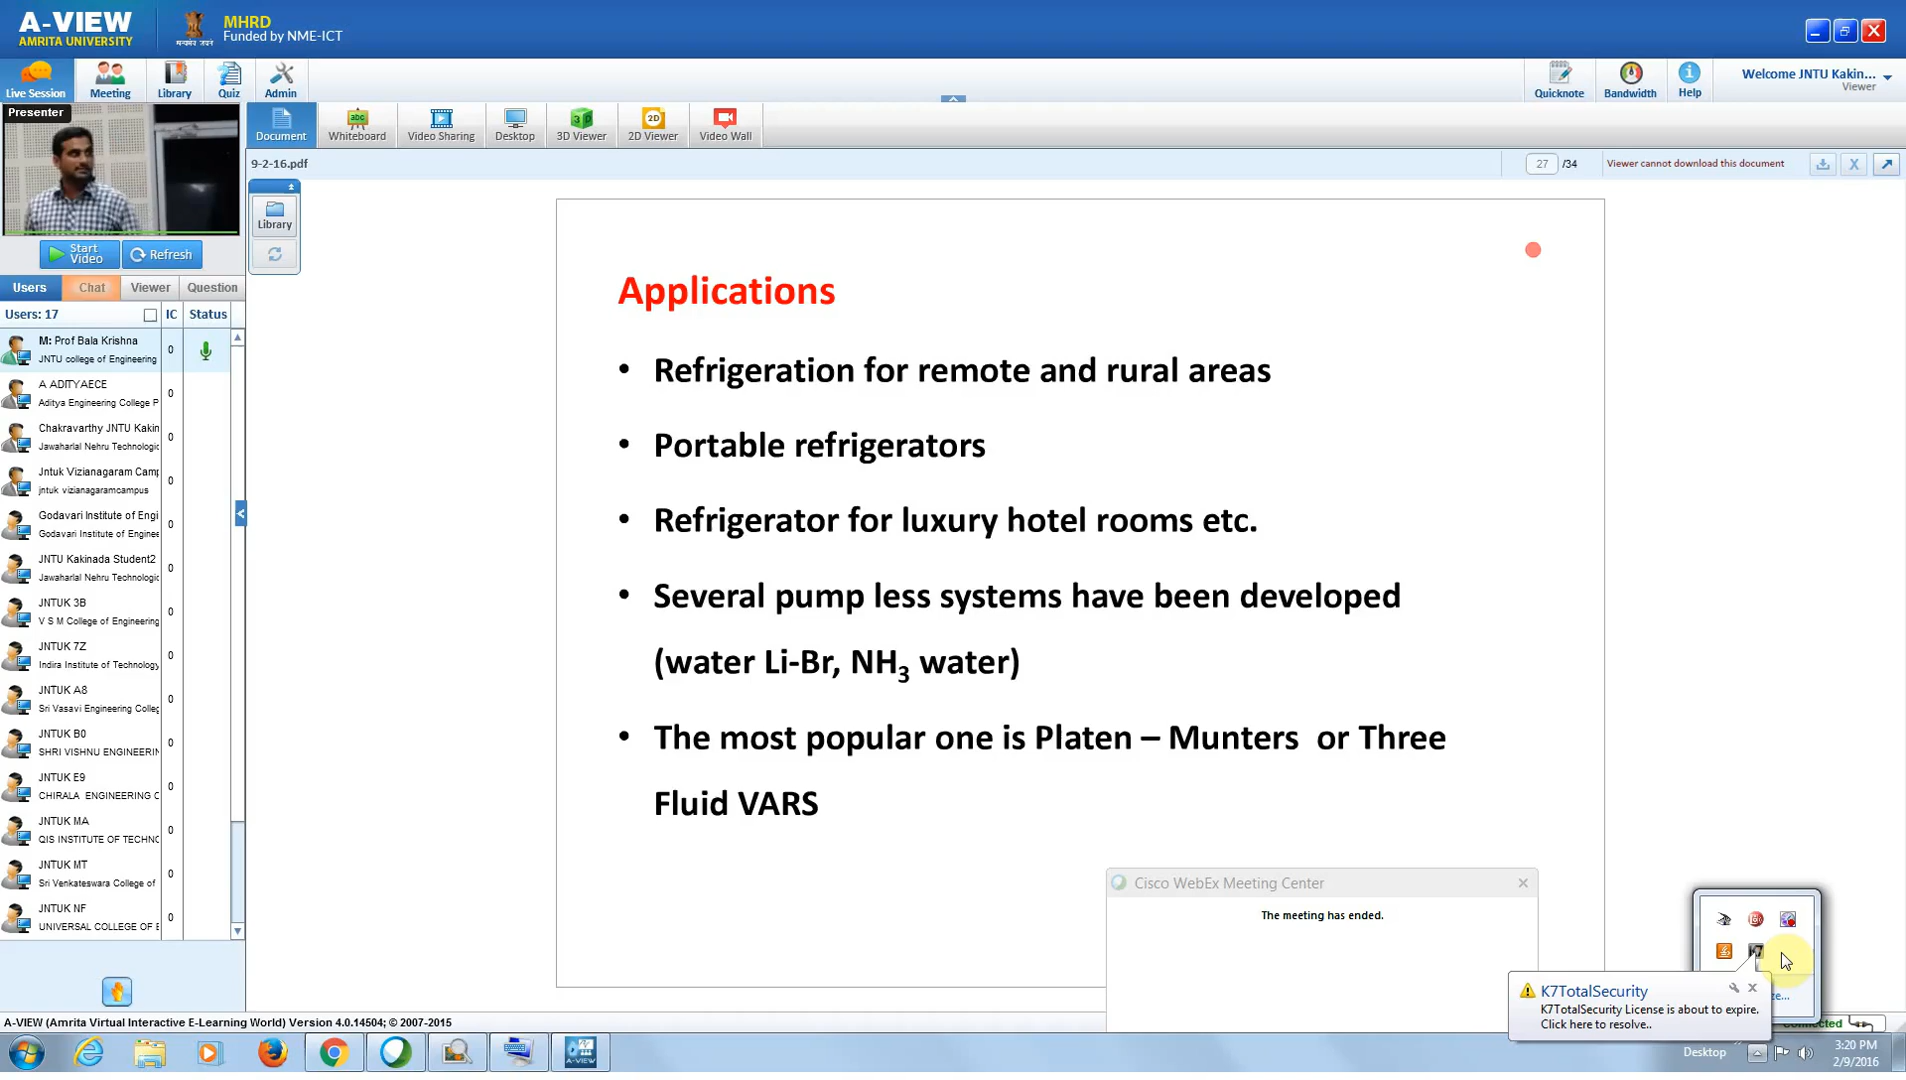 A-VIEW
AMRITA UNIVERSITY
MHRD
Funded by NME-ICT
Live Session
Meeting
Library
Quiz
Admin
Quicknote
Bandwidth
Help
Welcome JNTU Kakin...
Viewer
Presenter
Document
Whiteboard
Video Sharing
Desktop
3D Viewer
2D Viewer
Video Wall
9-2-16.pdf
27 /34
Viewer cannot download this document
Library
Start Video
Refresh
Users Chat Viewer Question
Users: 17 IC Status
M: Prof Bala Krishna
JNTU college of Engineering
0
A ADITYAECE
Aditya Engineering College P
0
Chakravarthy JNTU Kakin
Jawaharlal Nehru Technologic
0
Jntuk Vizianagaram Camp
jntuk vizianagaramcampus
0
Godavari Institute of Engi
Godavari Institute of Enginee
0
JNTU Kakinada Student2
Jawaharlal Nehru Technologic
0
JNTUK 3B
V S M College of Engineering
0
JNTUK 7Z
Indira Institute of Technology
0
JNTUK A8
Sri Vasavi Engineering Colleg
0
JNTUK B0
SHRI VISHNU ENGINEERIN
0
JNTUK E9
CHIRALA ENGINEERING C
0
JNTUK MA
QIS INSTITUTE OF TECHNO
0
JNTUK MT
Sri Venkateswara College of
0
JNTUK NF
UNIVERSAL COLLEGE OF E
0
Applications
• Refrigeration for remote and rural areas
• Portable refrigerators
• Refrigerator for luxury hotel rooms etc.
• Several pump less systems have been developed
(water Li-Br, NH₃ water)
• The most popular one is Platen – Munters or Three
Fluid VARS
Cisco WebEx Meeting Center
The meeting has ended.
K7TotalSecurity
K7TotalSecurity License is about to expire.
Click here to resolve..
A-VIEW (Amrita Virtual Interactive E-Learning World) Version 4.0.14504; © 2007-2015
Desktop
3:20 PM
2/9/2016